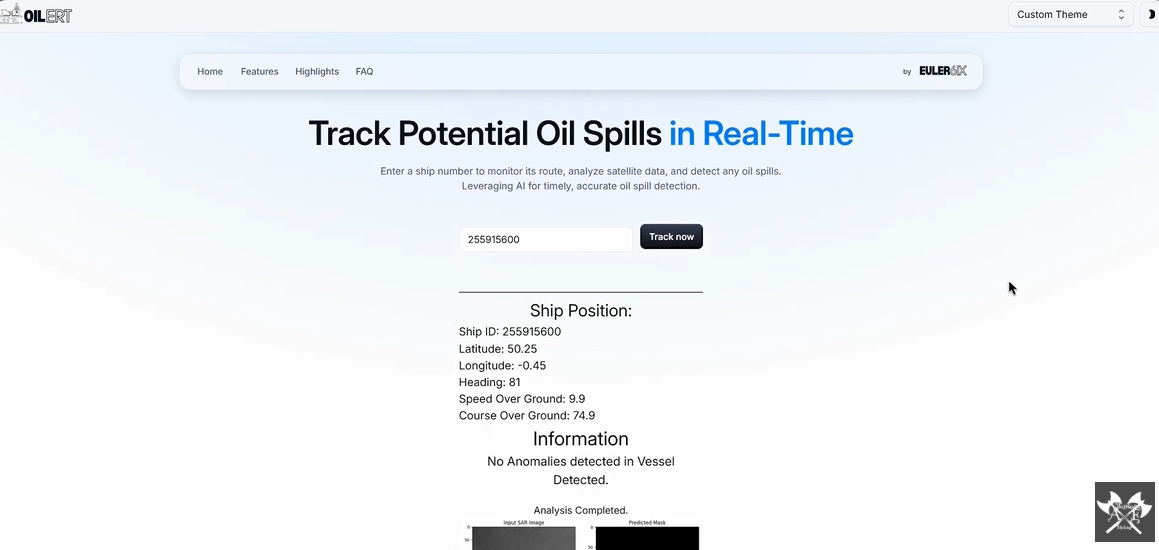 OILERT
Custom Theme
Home Features Highlights FAQ
by EULER6IX
Track Potential Oil Spills in Real-Time
Enter a ship number to monitor its route, analyze satellite data, and detect any oil spills.
Leveraging AI for timely, accurate oil spill detection.
255915600
Track now
Ship Position:
Ship ID: 255915600
Latitude: 50.25
Longitude: -0.45
Heading: 81
Speed Over Ground: 9.9
Course Over Ground: 74.9
Information
No Anomalies detected in Vessel
Detected.
Analysis Completed.
Input SAR Image Predicted Mask
0 0
50 50